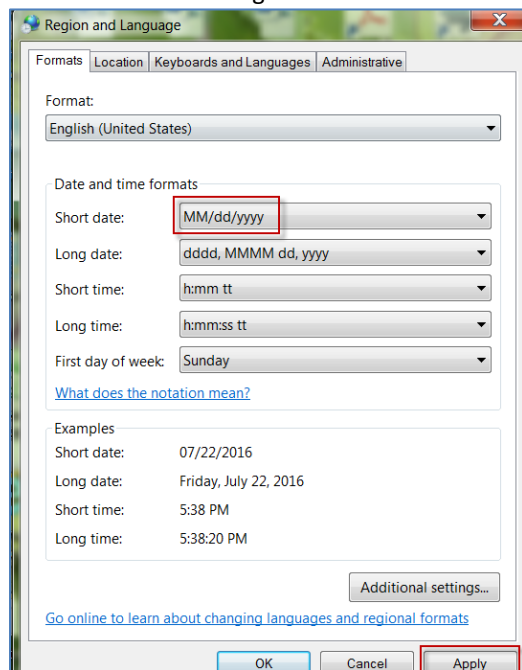 Region and Language
Formats Location Keyboards and Languages Administrative
Format:
English (United States)
Date and time formats
Short date: MM/dd/yyyy
Long date: dddd, MMMM dd, yyyy
Short time: h:mm tt
Long time: h:mm:ss tt
First day of week: Sunday
What does the notation mean?
Examples
Short date: 07/22/2016
Long date: Friday, July 22, 2016
Short time: 5:38 PM
Long time: 5:38:20 PM
Additional settings...
Go online to learn about changing languages and regional formats
OK Cancel Apply